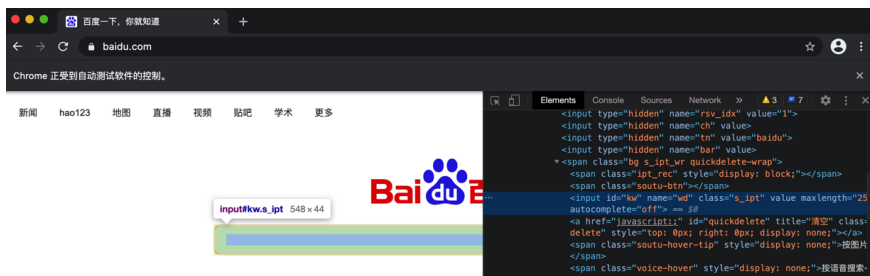 百度一下，你就知道 × +
baidu.com
Chrome 正受到自动测试软件的控制。 ×
新闻 hao123 地图 直播 视频 贴吧 学术 更多
Bai du 百
input#kw.s_ipt 548 × 44
Elements Console Sources Network » 3 7
<input type="hidden" name="rsv_idx" value="1">
<input type="hidden" name="ch" value>
<input type="hidden" name="tn" value="baidu">
<input type="hidden" name="bar" value>
▼<span class="bg s_ipt_wr quickdelete-wrap">
<span class="ipt_rec" style="display: block;"></span>
<span class="soutu-btn"></span>
<input id="kw" name="wd" class="s_ipt" value maxlength="25
autocomplete="off"> == $0
<a href="javascript:;" id="quickdelete" title="清空" class=
delete" style="top: 0px; right: 0px; display: none;"></a>
<span class="soutu-hover-tip" style="display: none;">按图片
</span>
<span class="voice-hover" style="display: none;">按语音搜索<